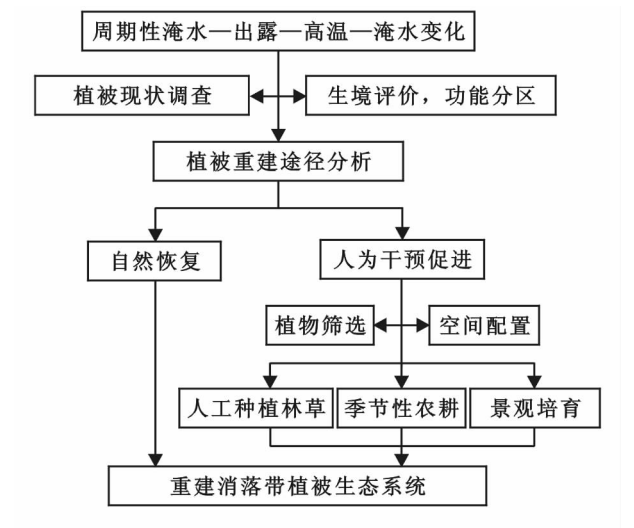 周期性淹水—出露—高温—淹水变化
植被现状调查
生境评价，功能分区
植被重建途径分析
自然恢复
人为干预促进
植物筛选
空间配置
人工种植林草
季节性农耕
景观培育
重建消落带植被生态系统